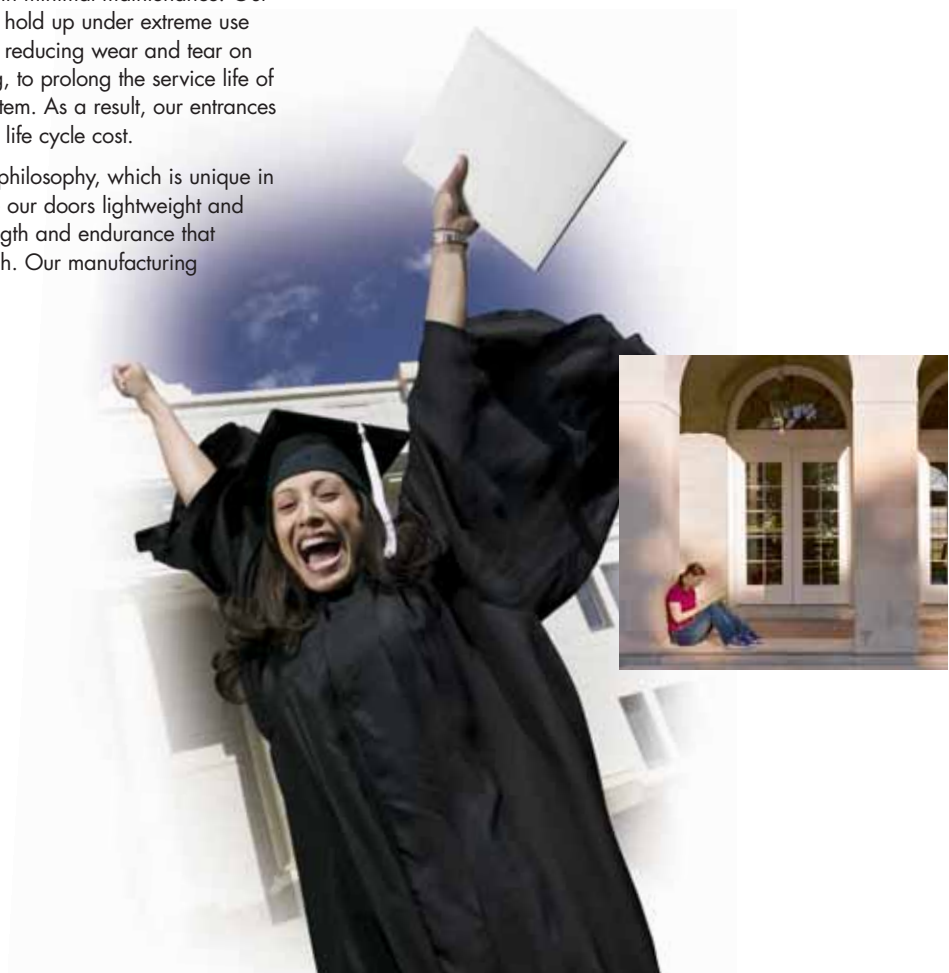 minimal maintenance. Our
hold up under extreme use
reducing wear and tear on
, to prolong the service life of
tem. As a result, our entrances
life cycle cost.
philosophy, which is unique in
our doors lightweight and
gth and endurance that
h. Our manufacturing